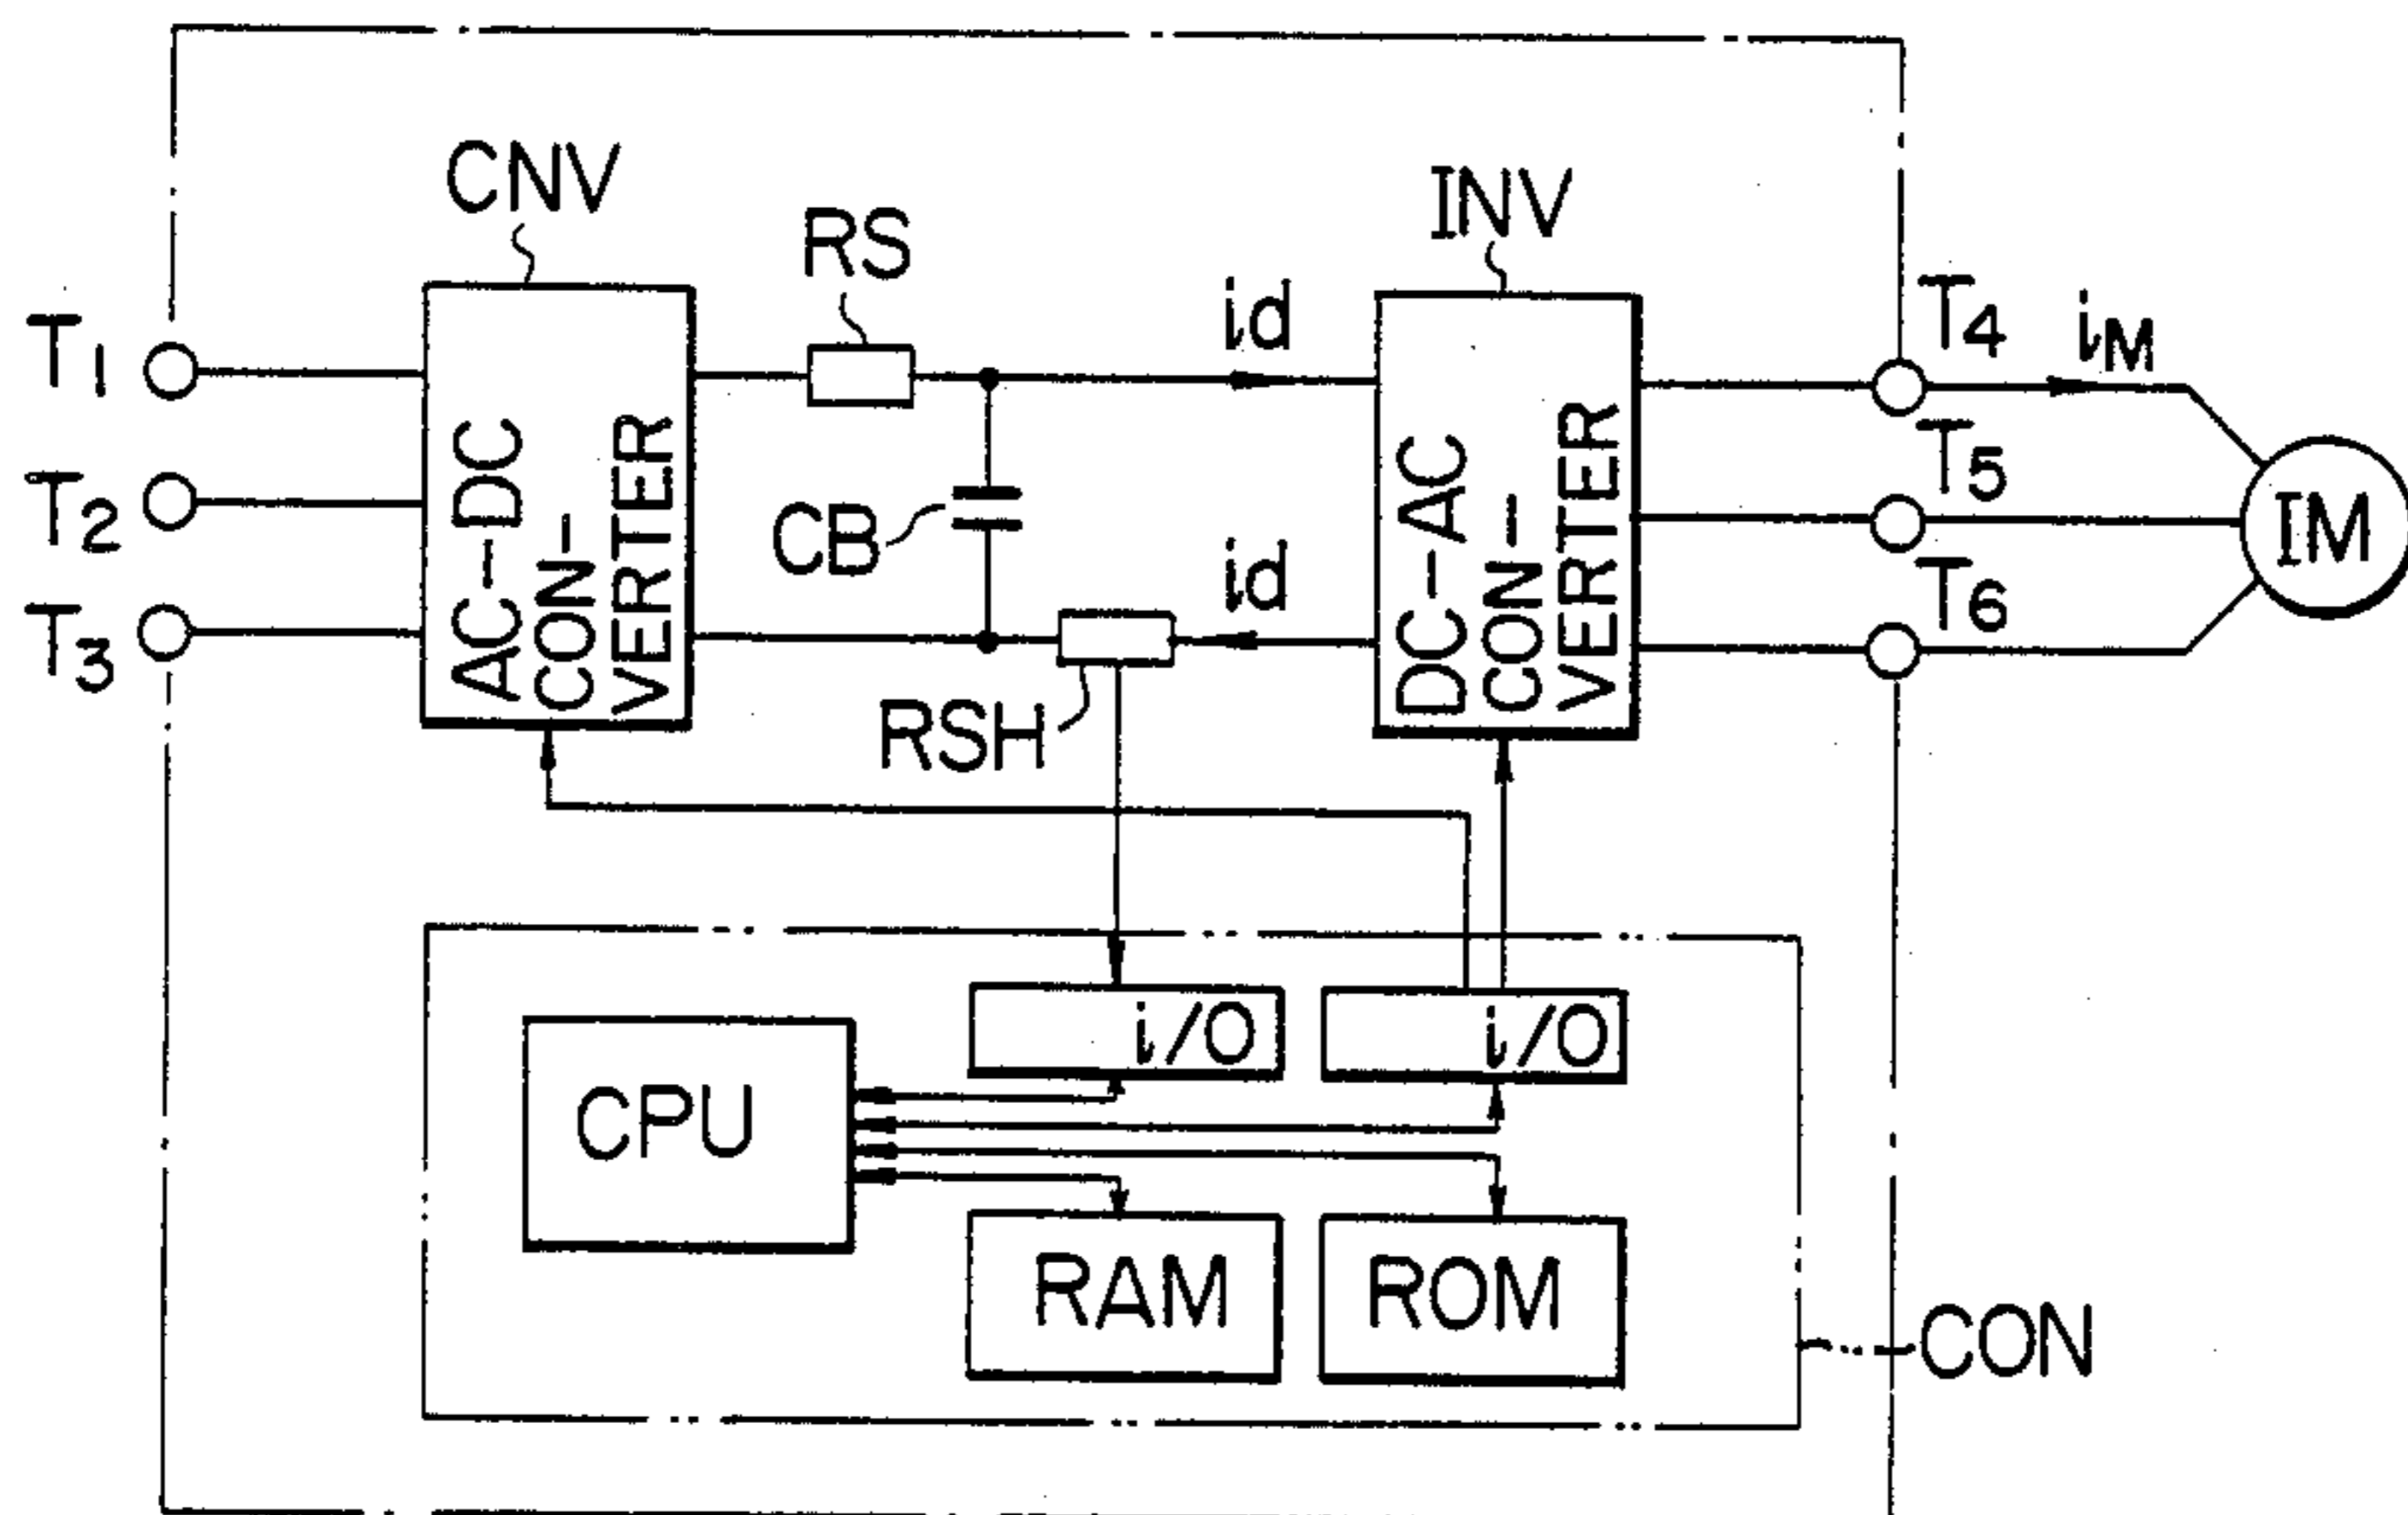 CNV
RS
INV
id
T1
T2
T3
T4
iM
T5
T6
IM
AC-DC
CON-
VERTER
CB
id
DC-AC
CON-
VERTER
RSH
i/O
i/O
CPU
RAM
ROM
CON